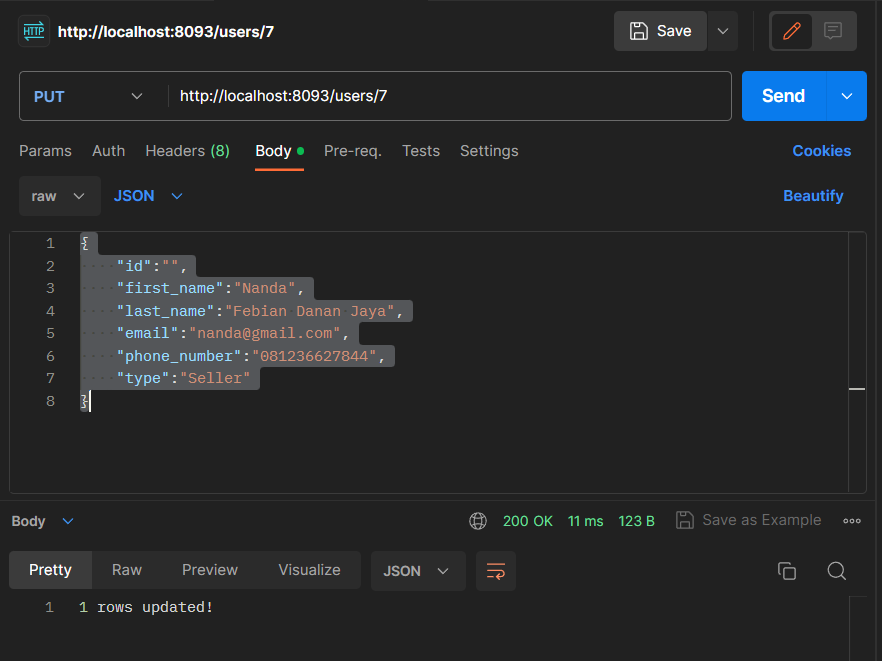 HTTP http://localhost:8093/users/7 Save
PUT http://localhost:8093/users/7 Send
Params Auth Headers (8) Body Pre-req. Tests Settings Cookies
raw JSON Beautify
1 {
2 "id":"",
3 "first_name":"Nanda",
4 "last_name":"Febian Danan Jaya",
5 "email":"nanda@gmail.com",
6 "phone_number":"081236627844",
7 "type":"Seller"
8 }
Body 200 OK 11 ms 123 B Save as Example
Pretty Raw Preview Visualize JSON
1 1 rows updated!